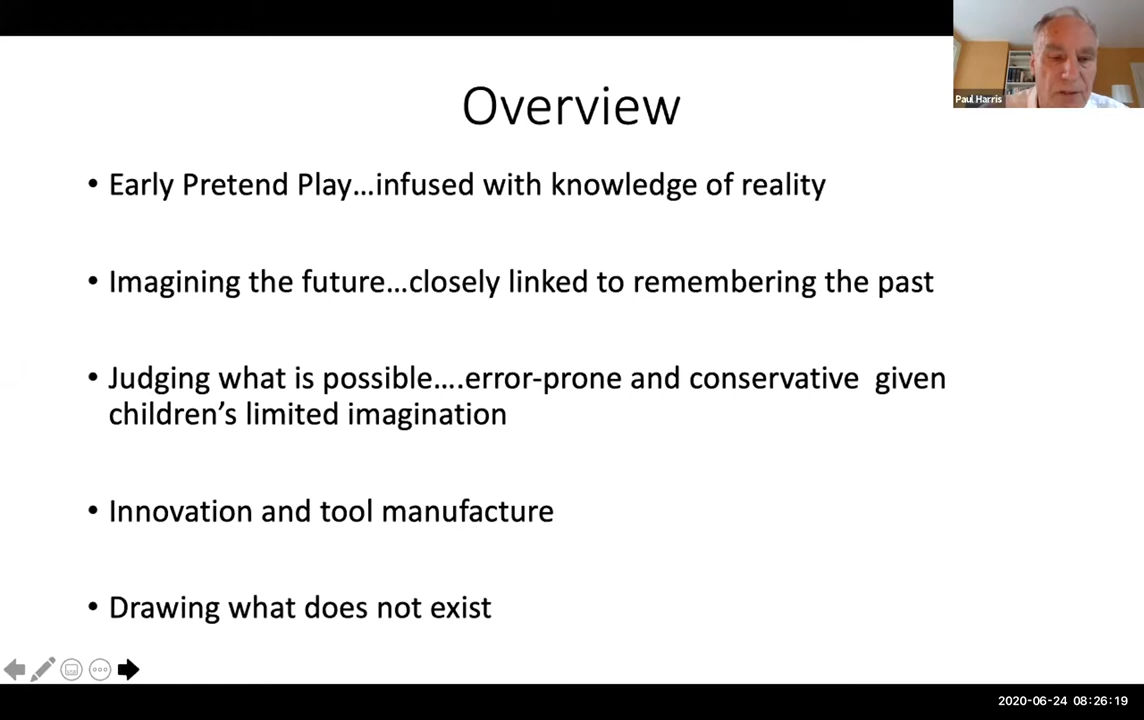 Overview
Paul Harris
• Early Pretend Play...infused with knowledge of reality
• Imagining the future...closely linked to remembering the past
• Judging what is possible....error-prone and conservative  given
children’s limited imagination
• Innovation and tool manufacture
• Drawing what does not exist
2020-06-24 08:26:19